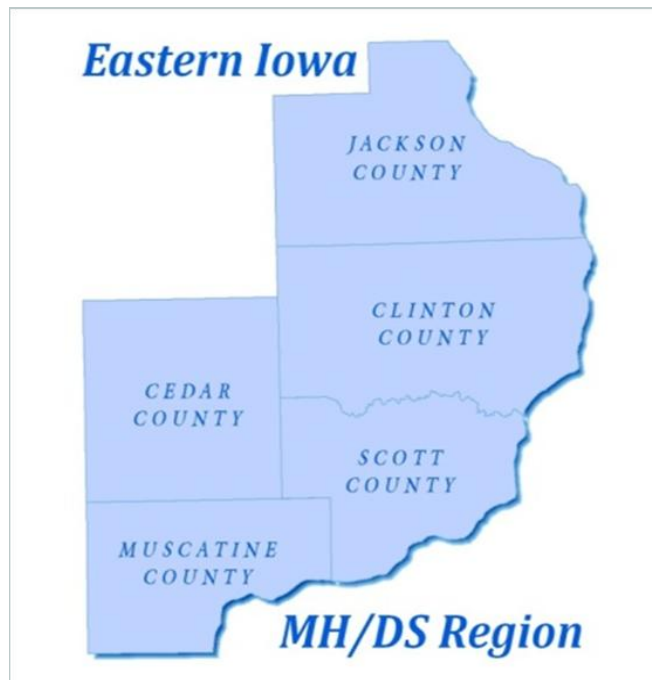 Eastern Iowa
JACKSON
COUNTY
CLINTON
COUNTY
CEDAR
COUNTY
SCOTT
COUNTY
MUSCATINE
COUNTY
MH/DS Region